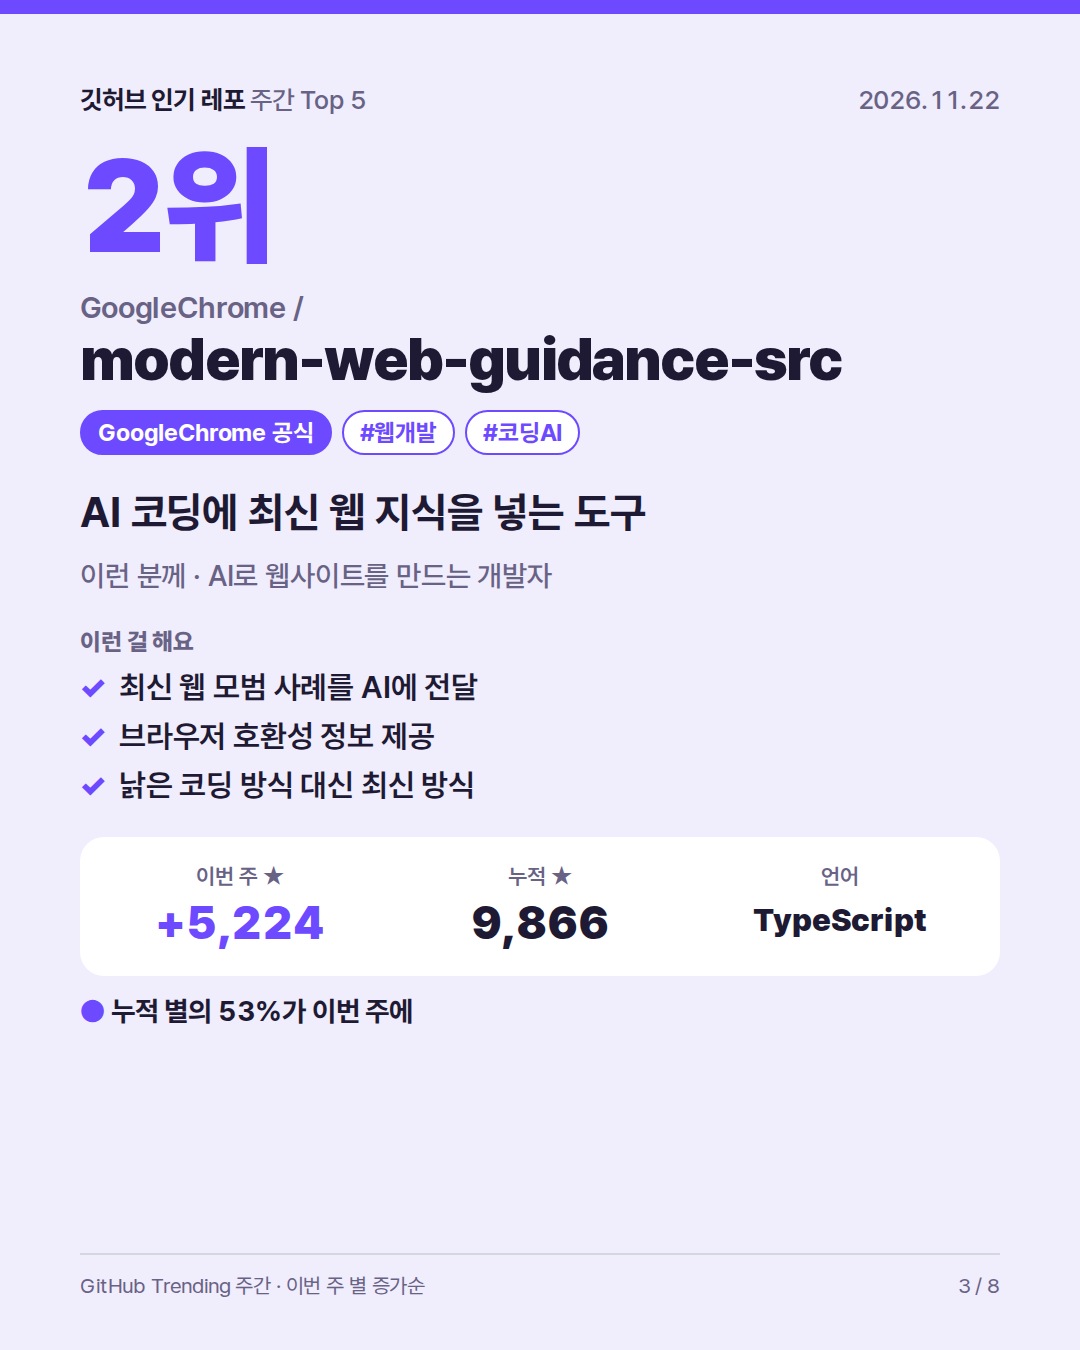 깃허브 인기 레포 주간 Top 5
2026.11.22
2위
GoogleChrome /
modern-web-guidance-src
GoogleChrome 공식
#웹개발
#코딩AI
AI 코딩에 최신 웹 지식을 넣는 도구
이런 분께 · AI로 웹사이트를 만드는 개발자
이런 걸 해요
✔ 최신 웹 모범 사례를 AI에 전달
✔ 브라우저 호환성 정보 제공
✔ 낡은 코딩 방식 대신 최신 방식
이번 주 ★
누적 ★
언어
+5,224
9,866
TypeScript
● 누적 별의 53%가 이번 주에
GitHub Trending 주간 · 이번 주 별 증가순
3 / 8